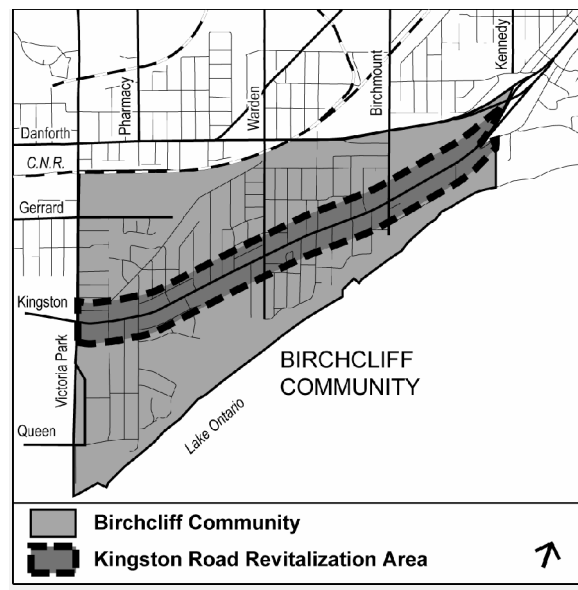 Kennedy
Pharmacy
Warden
Birchmount
Danforth
C.N.R.
Gerrard
Kingston
Victoria Park
BIRCHCLIFF
COMMUNITY
Lake Ontario
Queen
Birchcliff Community
Kingston Road Revitalization Area